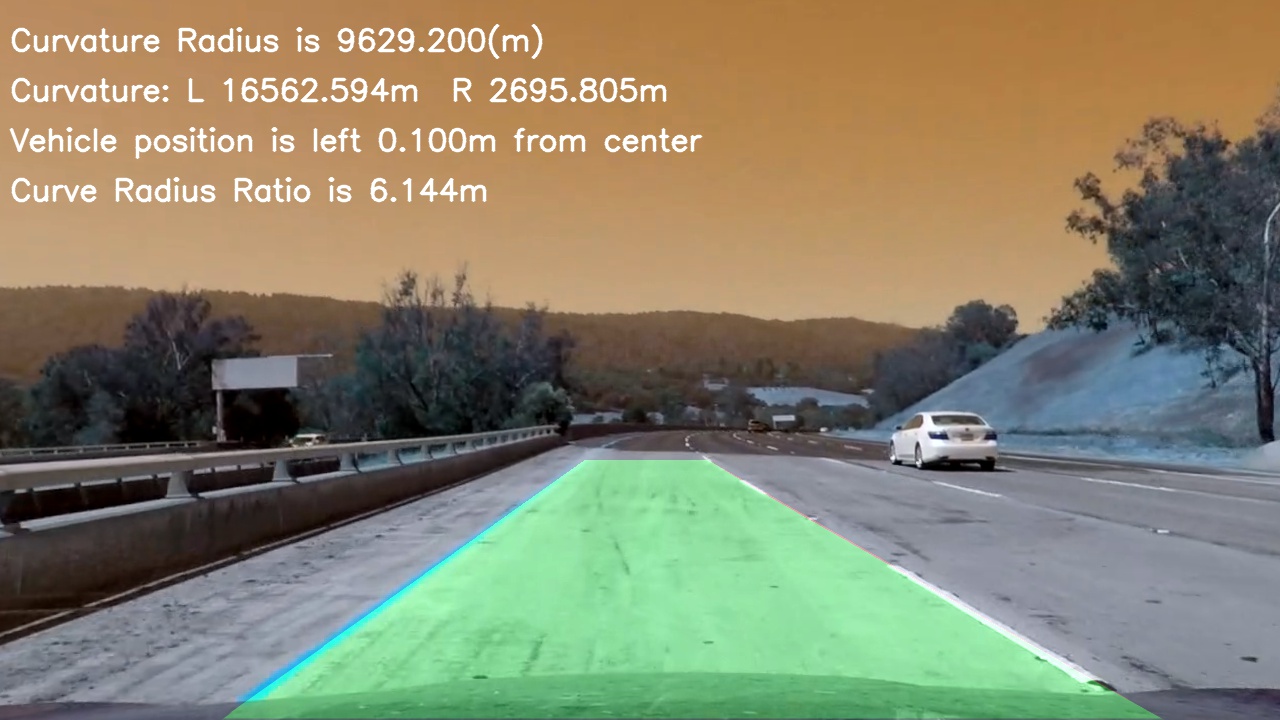 Curvature Radius is 9629.200(m)
Curvature: L 16562.594m R 2695.805m
Vehicle position is left 0.100m from center
Curve Radius Ratio is 6.144m